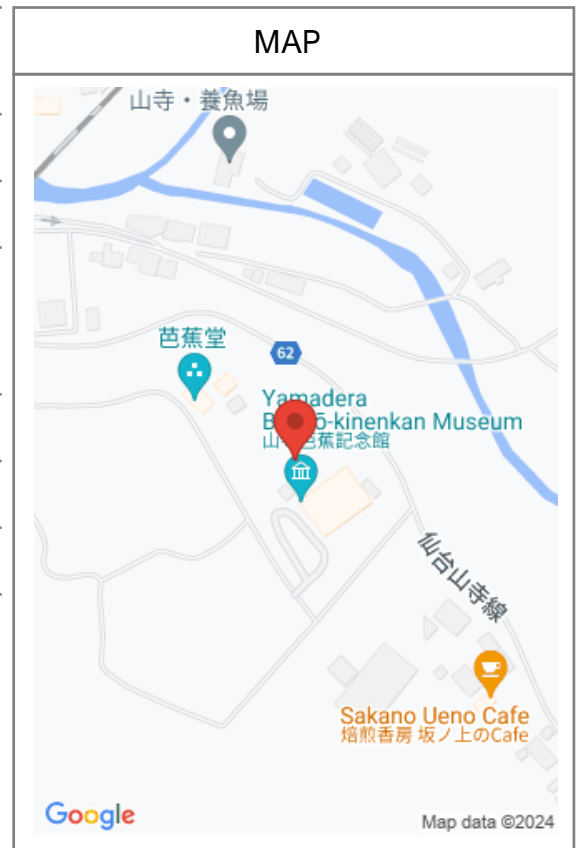 MAP
山寺・養魚場
芭蕉堂
62
Yamadera
ō-kinenkan Museum
芭蕉記念館
仙台山寺線
Sakano Ueno Cafe
焙煎香房 坂ノ上のCafe
Google
Map data ©2024